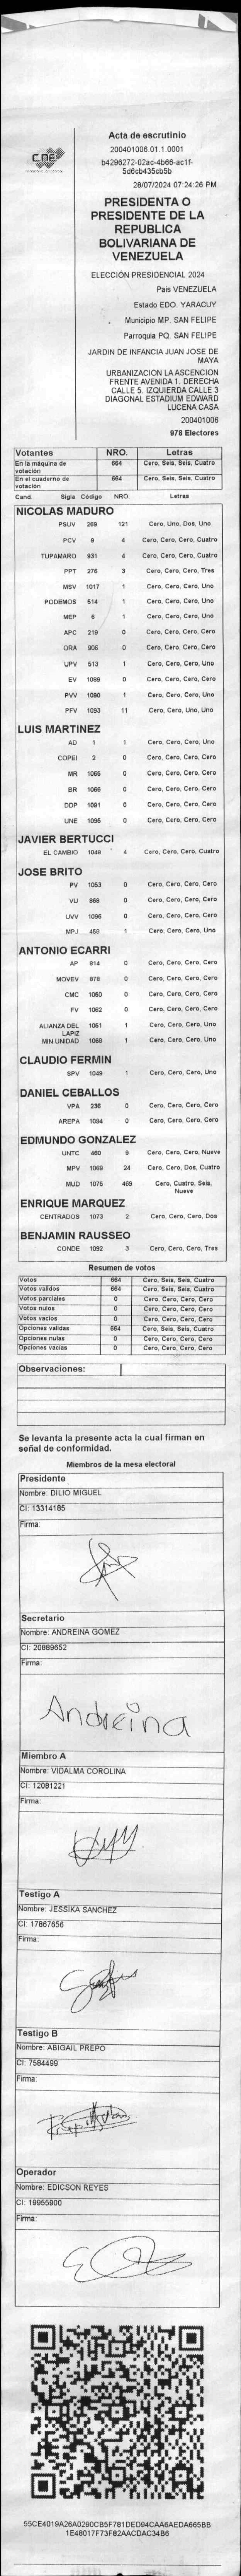 CNE
Acta de escrutinio
200401006.01.1.0001
b4296272-02ac-4b66-ac1f-
5d6cb435cb5b
28/07/2024 07:24:26 PM
PRESIDENTA O
PRESIDENTE DE LA
REPUBLICA
BOLIVARIANA DE
VENEZUELA
ELECCIÓN PRESIDENCIAL 2024
Pais VENEZUELA
Estado EDO. YARACUY
Municipio MP. SAN FELIPE
Parroquia PQ. SAN FELIPE
JARDIN DE INFANCIA JUAN JOSE DE
MAYA
URBANIZACION LA ASCENCION
FRENTE AVENIDA 1. DERECHA
CALLE 5. IZQUIERDA CALLE 3
DIAGONAL ESTADIUM EDWARD
LUCENA CASA
200401006
978 Electores
Votantes NRO. Letras
En la máquina de votación 664 Cero, Seis, Seis, Cuatro
En el cuaderno de votación 664 Cero, Seis, Seis, Cuatro
Cand. Sigla Código NRO. Letras
NICOLAS MADURO
PSUV 269 121 Cero, Uno, Dos, Uno
PCV 9 4 Cero, Cero, Cero, Cuatro
TUPAMARO 931 4 Cero, Cero, Cero, Cuatro
PPT 276 3 Cero, Cero, Cero, Tres
MSV 1017 1 Cero, Cero, Cero, Uno
PODEMOS 514 1 Cero, Cero, Cero, Uno
MEP 6 1 Cero, Cero, Cero, Uno
APC 219 0 Cero, Cero, Cero, Cero
ORA 906 0 Cero, Cero, Cero, Cero
UPV 513 1 Cero, Cero, Cero, Uno
EV 1089 0 Cero, Cero, Cero, Cero
PVV 1090 1 Cero, Cero, Cero, Uno
PFV 1093 11 Cero, Cero, Uno, Uno
LUIS MARTINEZ
AD 1 1 Cero, Cero, Cero, Uno
COPEI 2 0 Cero, Cero, Cero, Cero
MR 1065 0 Cero, Cero, Cero, Cero
BR 1066 0 Cero, Cero, Cero, Cero
DDP 1091 0 Cero, Cero, Cero, Cero
UNE 1095 0 Cero, Cero, Cero, Cero
JAVIER BERTUCCI
EL CAMBIO 1048 4 Cero, Cero, Cero, Cuatro
JOSE BRITO
PV 1053 0 Cero, Cero, Cero, Cero
VU 868 0 Cero, Cero, Cero, Cero
UVV 1096 0 Cero, Cero, Cero, Cero
MPJ 459 1 Cero, Cero, Cero, Uno
ANTONIO ECARRI
AP 814 0 Cero, Cero, Cero, Cero
MOVEV 878 0 Cero, Cero, Cero, Cero
CMC 1050 0 Cero, Cero, Cero, Cero
FV 1062 0 Cero, Cero, Cero, Cero
ALIANZA DEL LAPIZ 1051 1 Cero, Cero, Cero, Uno
MIN UNIDAD 1068 1 Cero, Cero, Cero, Uno
CLAUDIO FERMIN
SPV 1049 1 Cero, Cero, Cero, Uno
DANIEL CEBALLOS
VPA 236 0 Cero, Cero, Cero, Cero
AREPA 1094 0 Cero, Cero, Cero, Cero
EDMUNDO GONZALEZ
UNTC 460 9 Cero, Cero, Cero, Nueve
MPV 1069 24 Cero, Cero, Dos, Cuatro
MUD 1075 469 Cero, Cuatro, Seis, Nueve
ENRIQUE MARQUEZ
CENTRADOS 1073 2 Cero, Cero, Cero, Dos
BENJAMIN RAUSSEO
CONDE 1092 3 Cero, Cero, Cero, Tres
Resumen de votos
Votos 664 Cero, Seis, Seis, Cuatro
Votos validos 664 Cero, Seis, Seis, Cuatro
Votos parciales 0 Cero, Cero, Cero, Cero
Votos nulos 0 Cero, Cero, Cero, Cero
Votos vacios 0 Cero, Cero, Cero, Cero
Opciones validas 664 Cero, Seis, Seis, Cuatro
Opciones nulas 0 Cero, Cero, Cero, Cero
Opciones vacias 0 Cero, Cero, Cero, Cero
Observaciones:
Se levanta la presente acta la cual firman en
señal de conformidad.
Miembros de la mesa electoral
Presidente
Nombre: DILIO MIGUEL
CI: 13314185
Firma:
Secretario
Nombre: ANDREINA GOMEZ
CI: 20889652
Firma:
Andreina
Miembro A
Nombre: VIDALMA COROLINA
CI: 12081221
Firma:
Testigo A
Nombre: JESSIKA SANCHEZ
CI: 17867656
Firma:
Testigo B
Nombre: ABIGAIL PREPO
CI: 7584499
Firma:
Operador
Nombre: EDICSON REYES
CI: 19955900
Firma:
55CE4019A26A0290CB5F781DED94CAA6AEDA665BB
1E48017F73F82AACDAC34B6